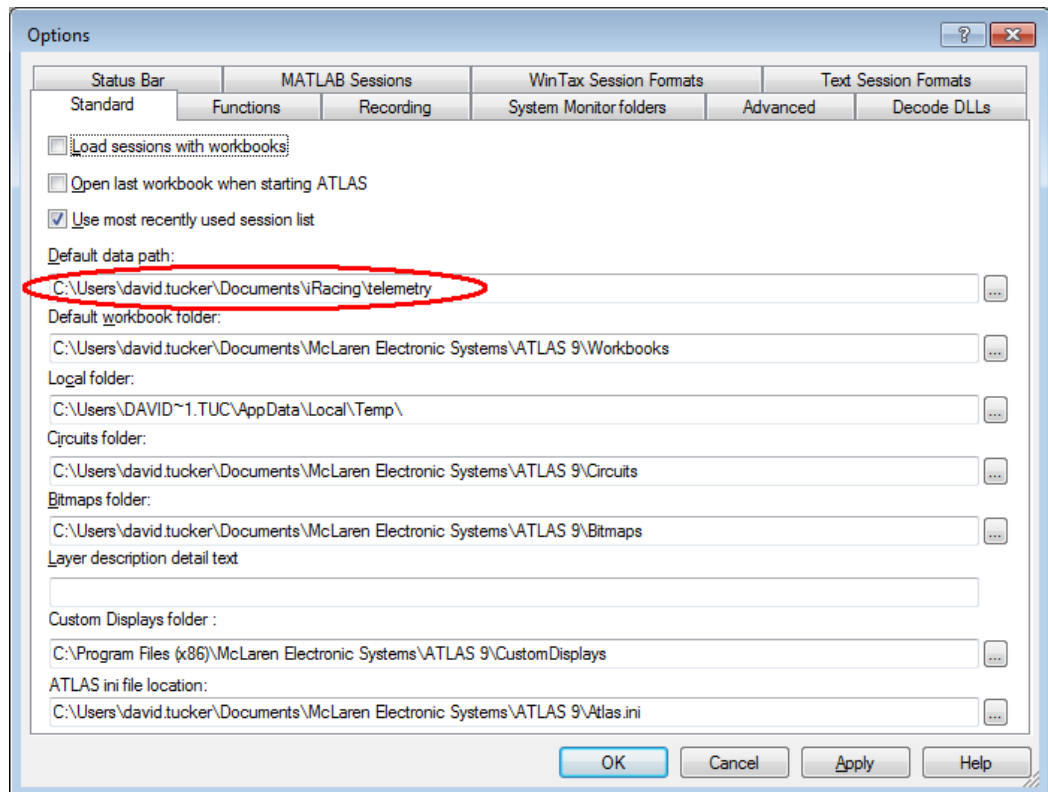 Options
Status Bar MATLAB Sessions WinTax Session Formats Text Session Formats
Standard Functions Recording System Monitor folders Advanced Decode DLLs
Load sessions with workbooks
Open last workbook when starting ATLAS
Use most recently used session list
Default data path:
C:\Users\david.tucker\Documents\iRacing\telemetry
...
Default workbook folder:
C:\Users\david.tucker\Documents\McLaren Electronic Systems\ATLAS 9\Workbooks
...
Local folder:
C:\Users\DAVID~1.TUC\AppData\Local\Temp\
...
Circuits folder:
C:\Users\david.tucker\Documents\McLaren Electronic Systems\ATLAS 9\Circuits
...
Bitmaps folder:
C:\Users\david.tucker\Documents\McLaren Electronic Systems\ATLAS 9\Bitmaps
...
Layer description detail text
Custom Displays folder :
C:\Program Files (x86)\McLaren Electronic Systems\ATLAS 9\CustomDisplays
...
ATLAS ini file location:
C:\Users\david.tucker\Documents\McLaren Electronic Systems\ATLAS 9\Atlas.ini
...
OK Cancel Apply Help